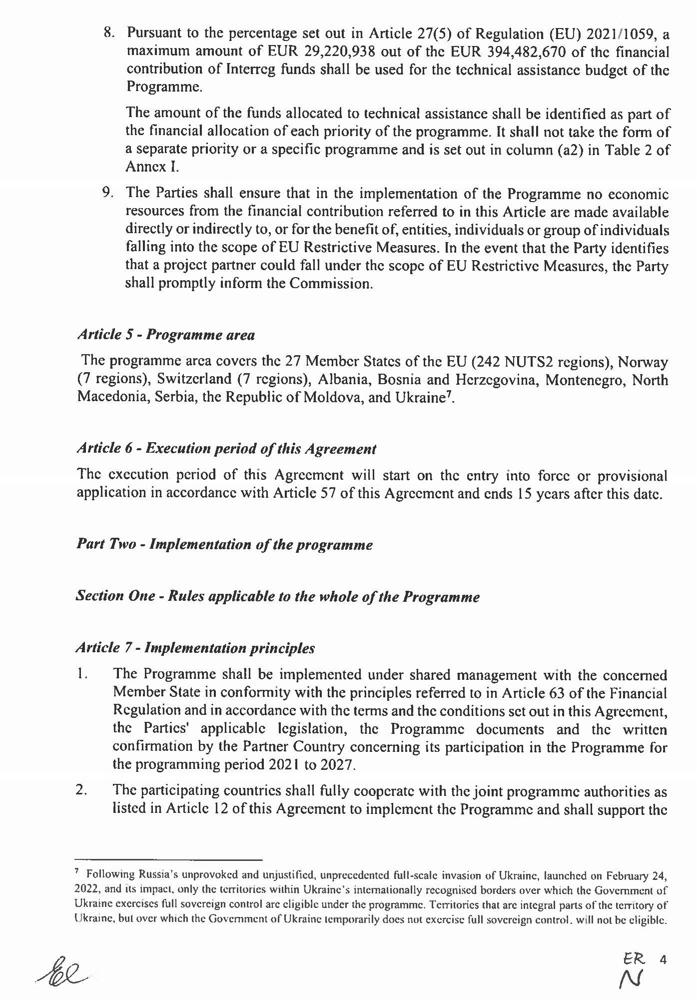 8. Pursuant to the percentage set out in Article 27(5) of Regulation (EU) 2021/1059, a
maximum amount of EUR 29,220,938 out of the EUR 394,482,670 of the financial
contribution of Interreg funds shall be used for the technical assistance budget of the
Programme.
The amount of the funds allocated to technical assistance shall be identified as part of
the financial allocation of each priority of the programme. It shall not take the form of
a separate priority or a specific programme and is set out in column (a2) in Table 2 of
Annex I.
9. The Parties shall ensure that in the implementation of the Programme no economic
resources from the financial contribution referred to in this Article are made available
directly or indirectly to, or for the benefit of, entities, individuals or group of individuals
falling into the scope of EU Restrictive Measures. In the event that the Party identifies
that a project partner could fall under the scope of EU Restrictive Measures, the Party
shall promptly inform the Commission.
Article 5 - Programme area
The programme area covers the 27 Member States of the EU (242 NUTS2 regions), Norway
(7 regions), Switzerland (7 regions), Albania, Bosnia and Herzegovina, Montenegro, North
Macedonia, Serbia, the Republic of Moldova, and Ukraine⁷.
Article 6 - Execution period of this Agreement
The execution period of this Agreement will start on the entry into force or provisional
application in accordance with Article 57 of this Agreement and ends 15 years after this date.
Part Two - Implementation of the programme
Section One - Rules applicable to the whole of the Programme
Article 7 - Implementation principles
1. The Programme shall be implemented under shared management with the concerned
Member State in conformity with the principles referred to in Article 63 of the Financial
Regulation and in accordance with the terms and the conditions set out in this Agreement,
the Parties' applicable legislation, the Programme documents and the written
confirmation by the Partner Country concerning its participation in the Programme for
the programming period 2021 to 2027.
2. The participating countries shall fully cooperate with the joint programme authorities as
listed in Article 12 of this Agreement to implement the Programme and shall support the
⁷ Following Russia's unprovoked and unjustified, unprecedented full-scale invasion of Ukraine, launched on February 24,
2022, and its impact, only the territories within Ukraine's internationally recognised borders over which the Government of
Ukraine exercises full sovereign control are eligible under the programme. Territories that are integral parts of the territory of
Ukraine, but over which the Government of Ukraine temporarily does not exercise full sovereign control, will not be eligible.
ER 4